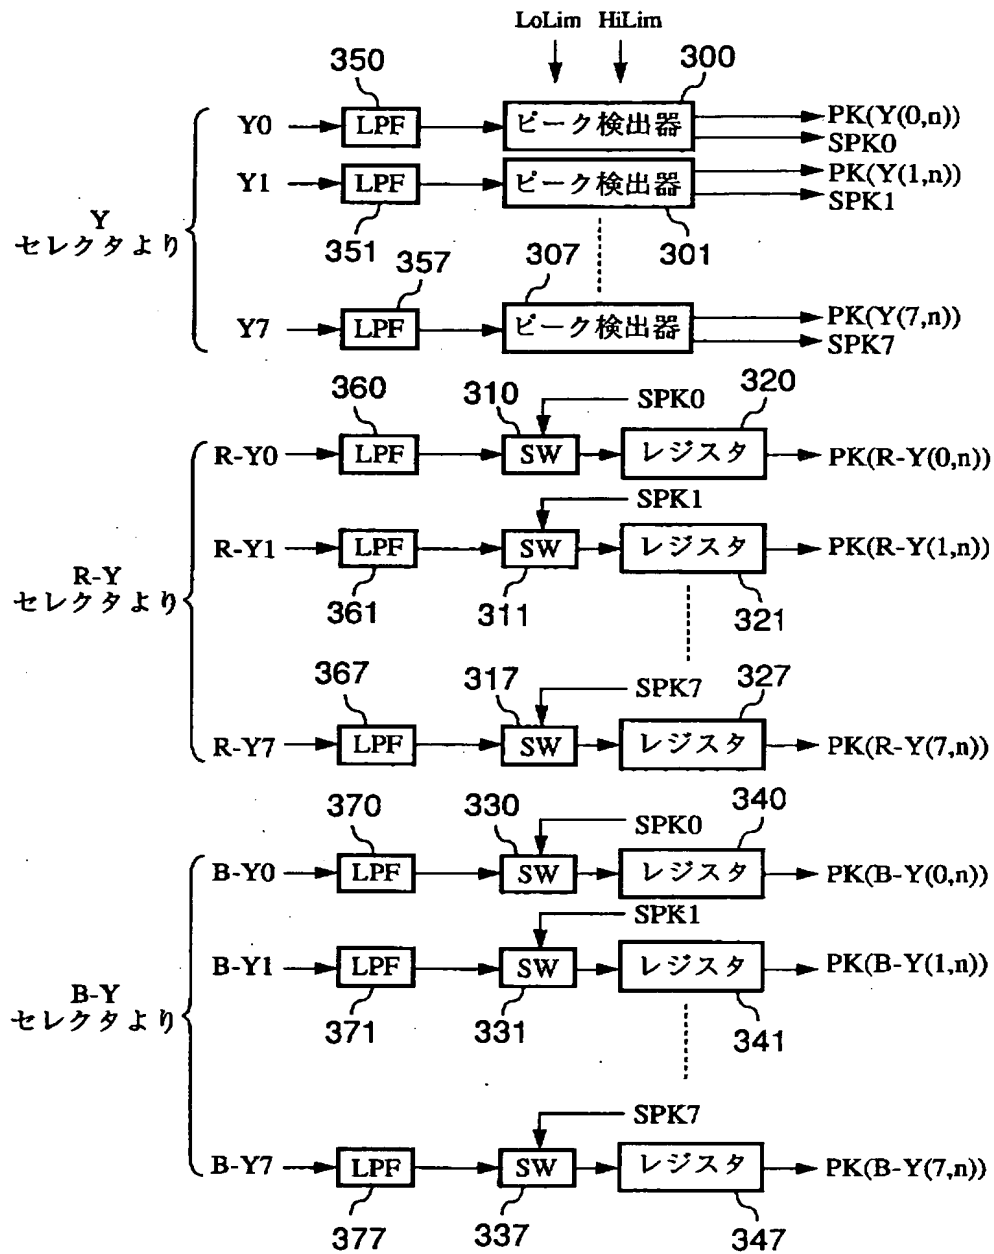 LoLim HiLim
350 300
Y0 LPF ピーク検出器 PK(Y(0,n))
SPK0
Y1 LPF ピーク検出器 PK(Y(1,n))
SPK1
Y
セレクタより
351 357 307 301
Y7 LPF ピーク検出器 PK(Y(7,n))
SPK7
360 310 SPK0 320
R-Y0 LPF SW レジスタ PK(R-Y(0,n))
SPK1
R-Y1 LPF SW レジスタ PK(R-Y(1,n))
R-Y
セレクタより
361 311 321
367 317 SPK7 327
R-Y7 LPF SW レジスタ PK(R-Y(7,n))
370 330 SPK0 340
B-Y0 LPF SW レジスタ PK(B-Y(0,n))
SPK1
B-Y1 LPF SW レジスタ PK(B-Y(1,n))
B-Y
セレクタより
371 331 341
SPK7
B-Y7 LPF SW レジスタ PK(B-Y(7,n))
377 337 347